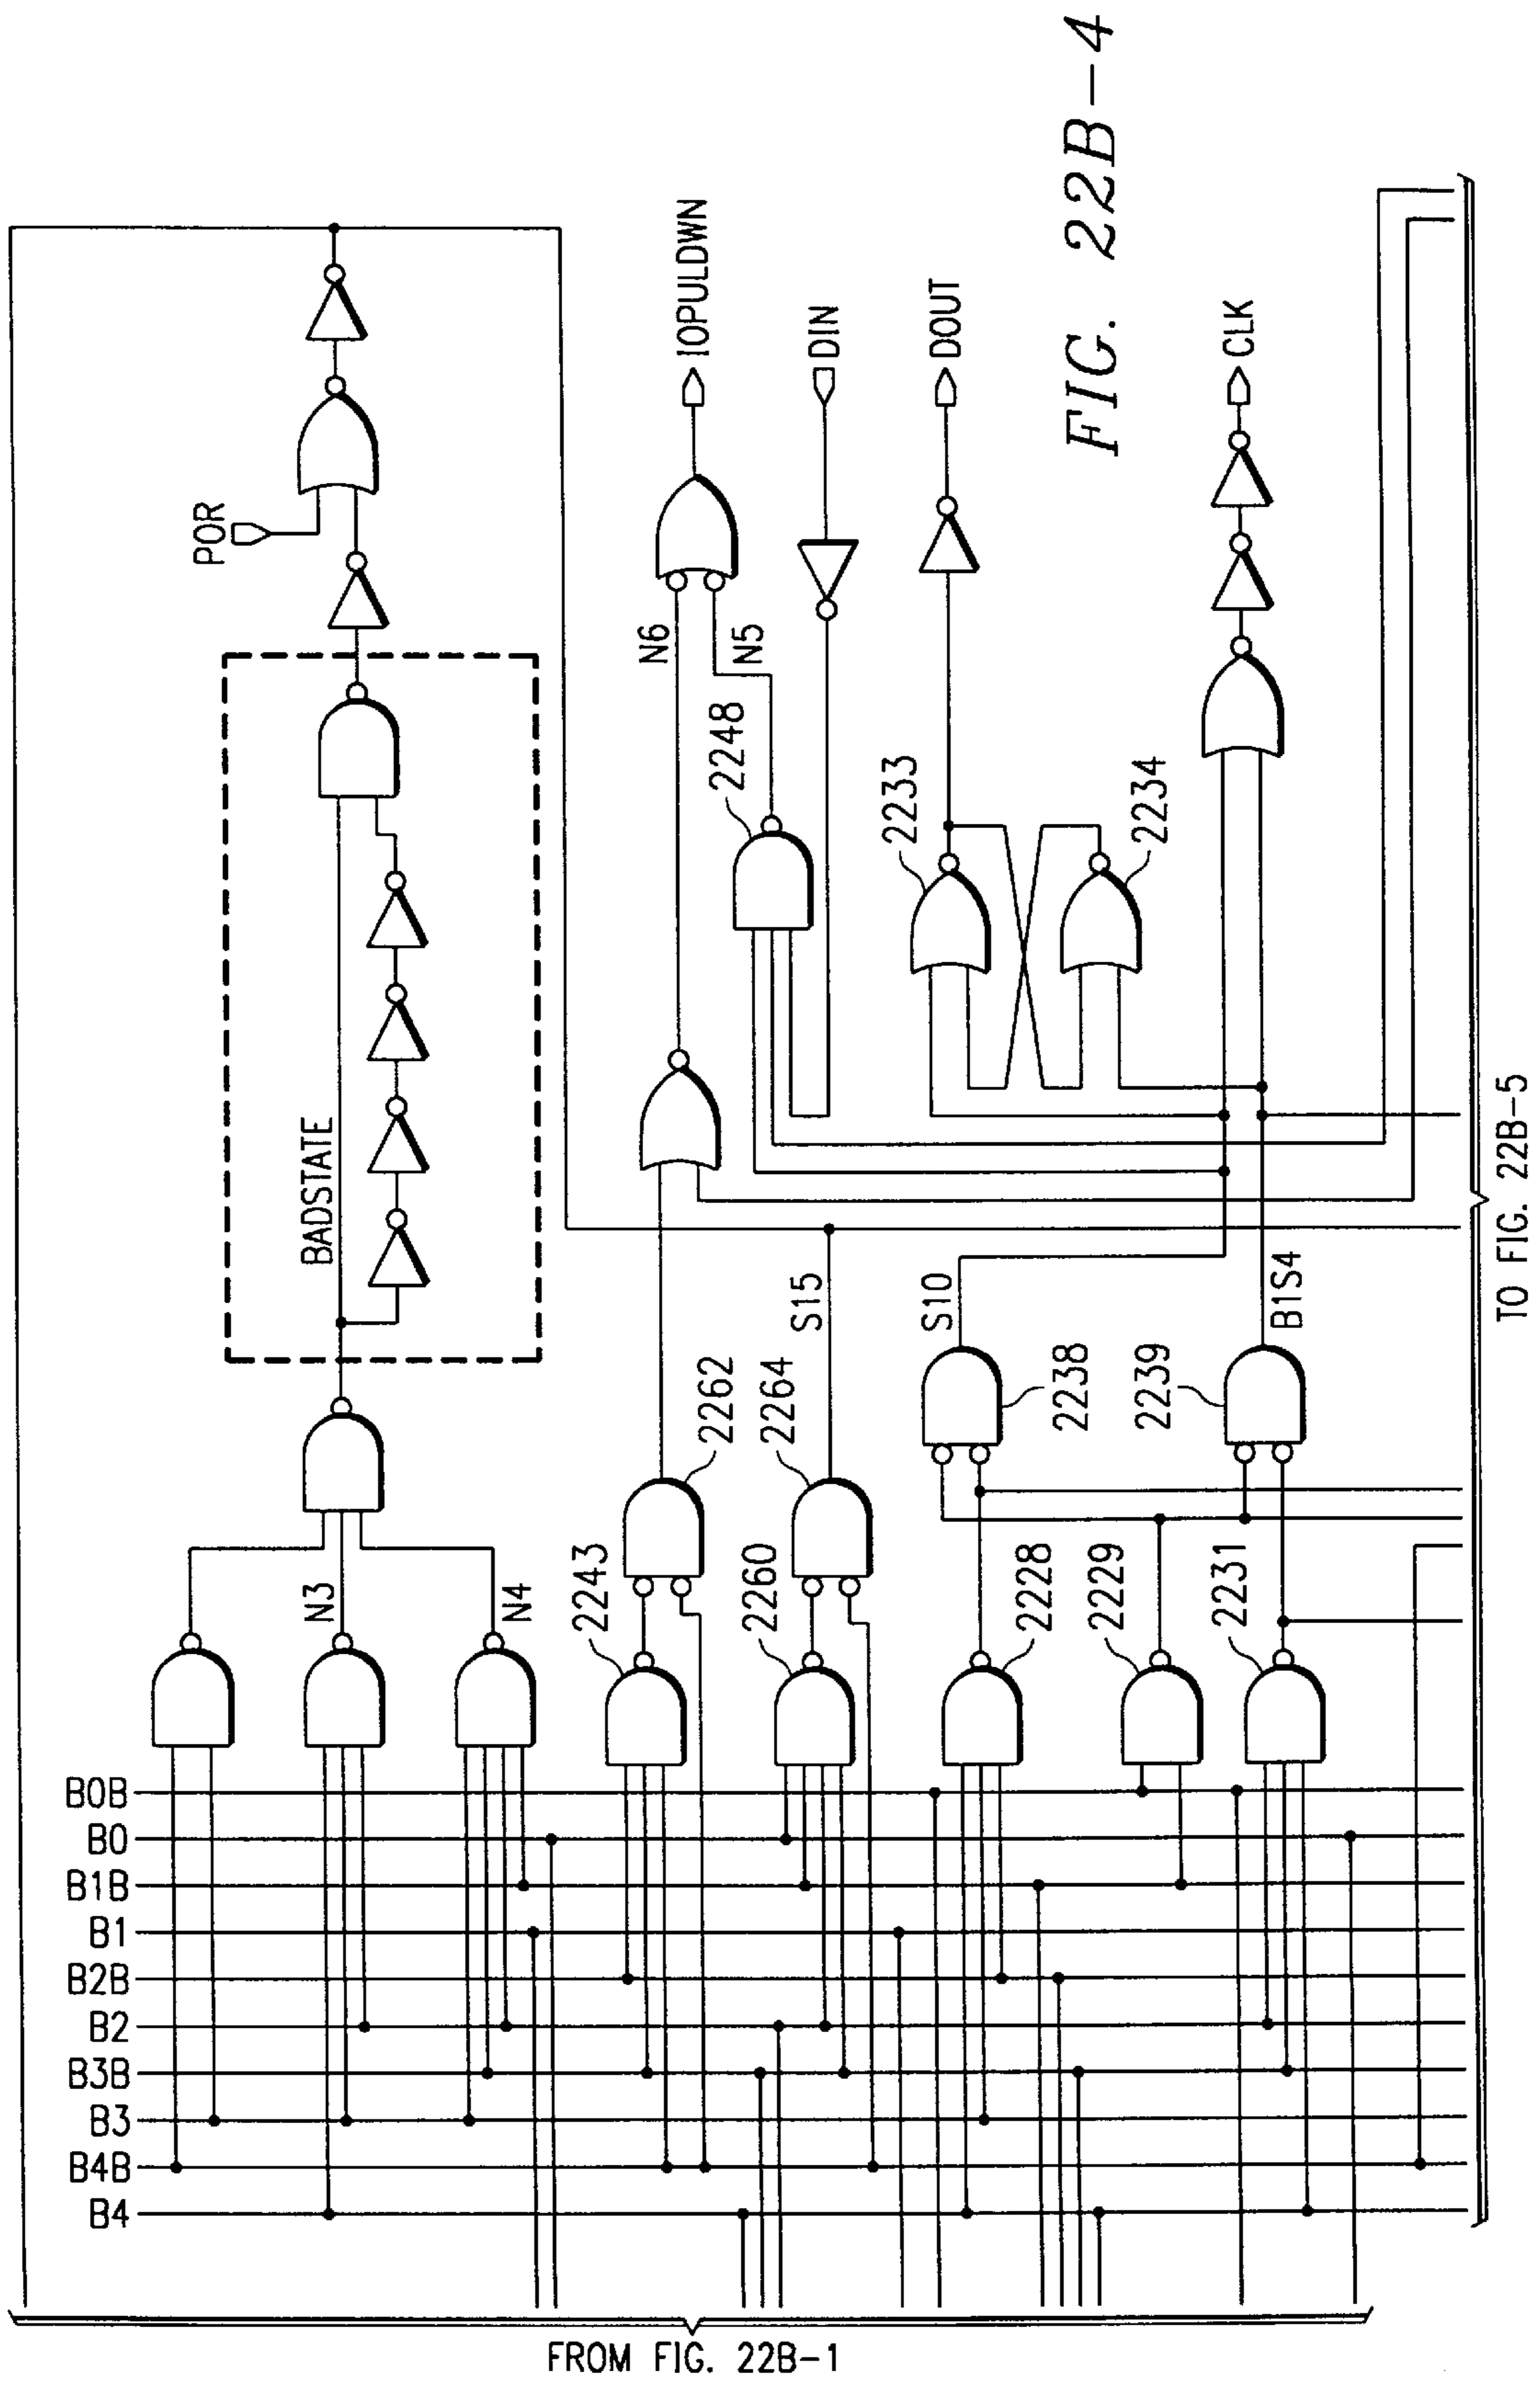 POR
BADSTATE
N3
N4
IOPULDWN
N6
N5
DIN
2248
DOUT
2233
2234
FIG. 22B-4
CLK
2262
S15
2264
S10
2238
B1S4
2239
2243
2260
2228
2229
2231
B0B
B0
B1B
B1
B2B
B2
B3B
B3
B4B
B4
FROM FIG. 22B-1
TO FIG. 22B-5